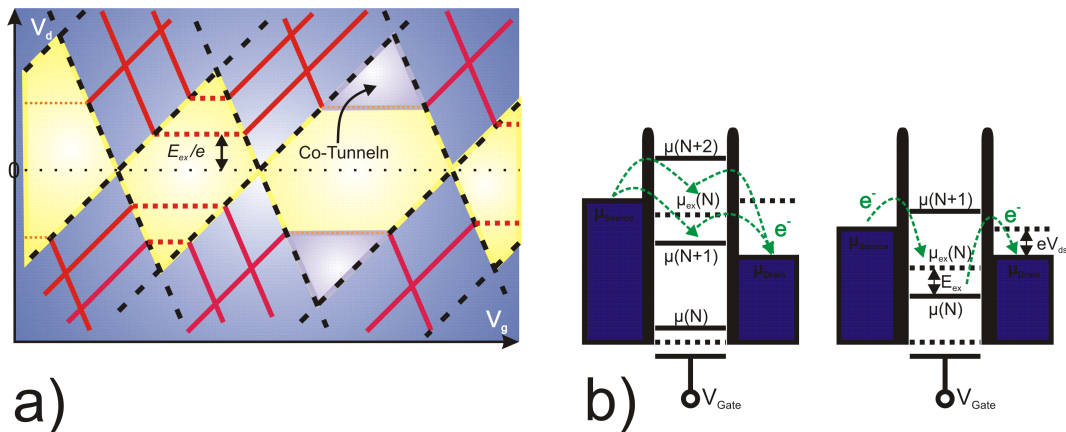 V_d
0
E_ex/e
Co-Tunneln
V_g
a)
μ(N+2)
μ_ex(N)
μ_Source
e⁻
μ(N+1)
μ_Drain
μ(N)
V_Gate
b)
e⁻
μ(N+1)
e⁻
μ_Source
eV_ds
μ_ex(N)
μ_Drain
E_ex
μ(N)
V_Gate